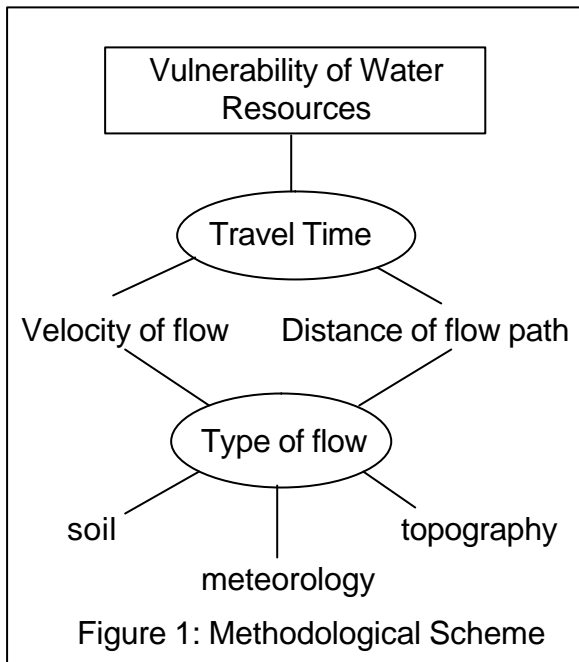 Vulnerability of Water
Resources
Travel Time
Velocity of flow
Distance of flow path
Type of flow
soil
topography
meteorology
Figure 1: Methodological Scheme